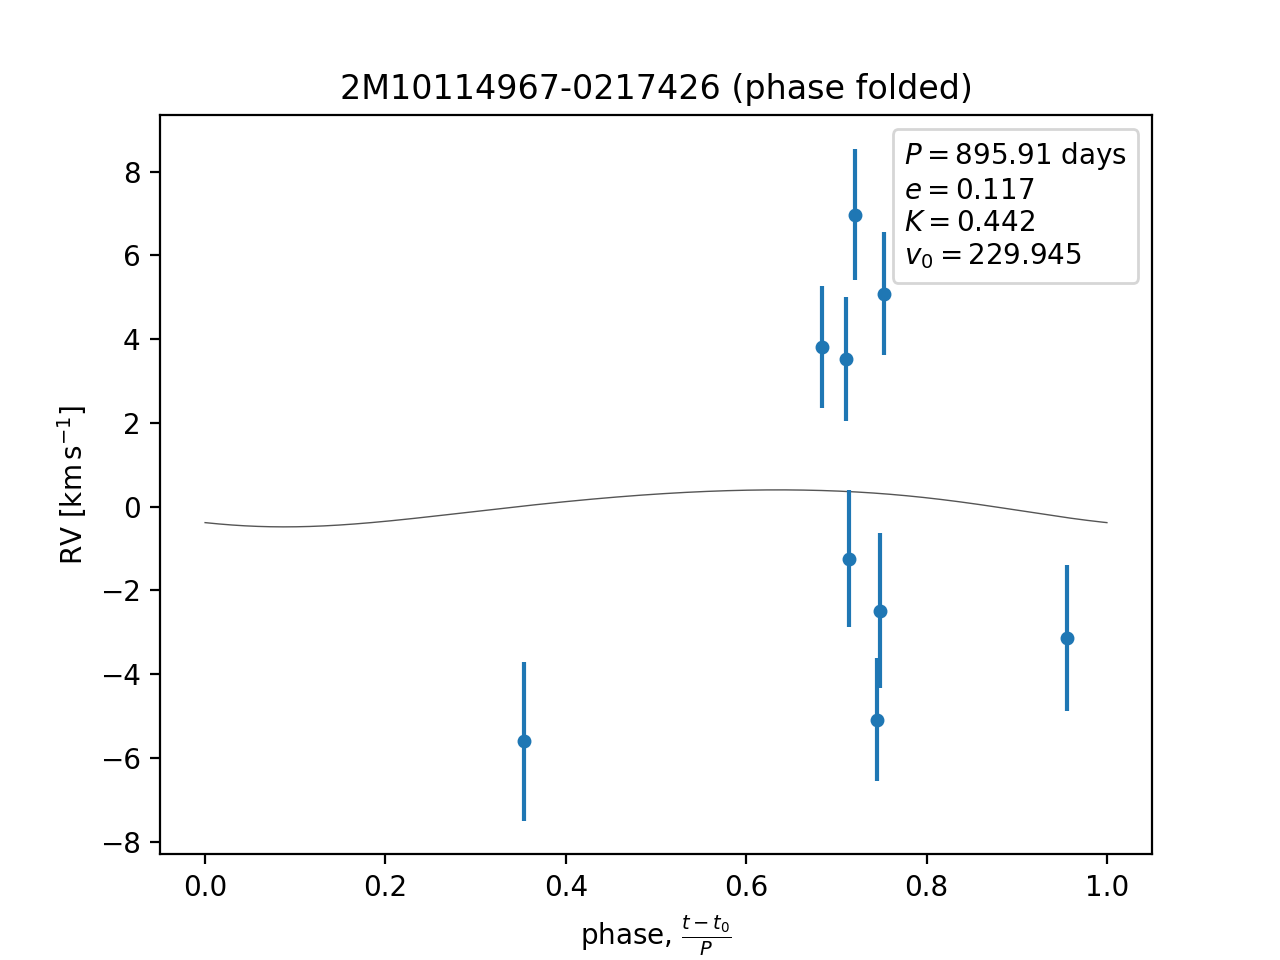 2M10114967-0217426 (phase folded)
P = 895.91 days
e = 0.117
K = 0.442
v₀ = 229.945
8
6
4
2
0
−2
−4
−6
−8
RV [km s⁻¹]
0.0 0.2 0.4 0.6 0.8 1.0
phase, (t − t₀)/P